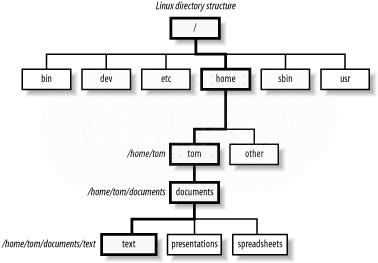 Linux directory structure
/
bin dev etc home sbin usr
/home/tom tom other
/home/tom/documents documents
/home/tom/documents/text text presentations spreadsheets